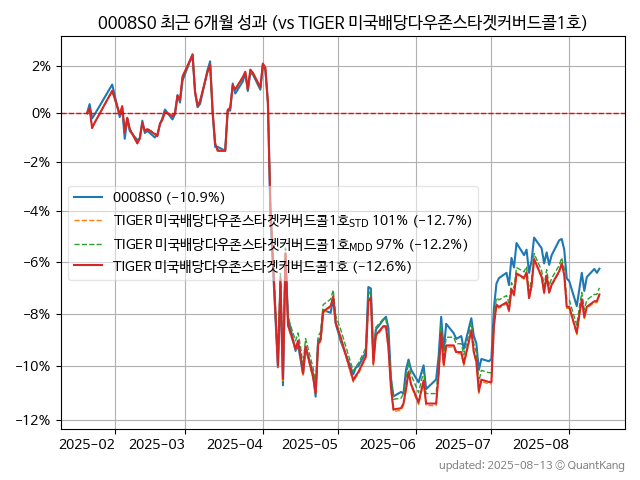 0008S0 최근 6개월 성과 (vs TIGER 미국배당다우존스타겟커버드콜1호)
2%
0%
−2%
−4%
−6%
−8%
−10%
−12%
0008S0 (−10.9%)
TIGER 미국배당다우존스타겟커버드콜1호STD 101% (−12.7%)
TIGER 미국배당다우존스타겟커버드콜1호MDD 97% (−12.2%)
TIGER 미국배당다우존스타겟커버드콜1호 (−12.6%)
2025-02 2025-03 2025-04 2025-05 2025-06 2025-07 2025-08
updated: 2025-08-13 © QuantKang